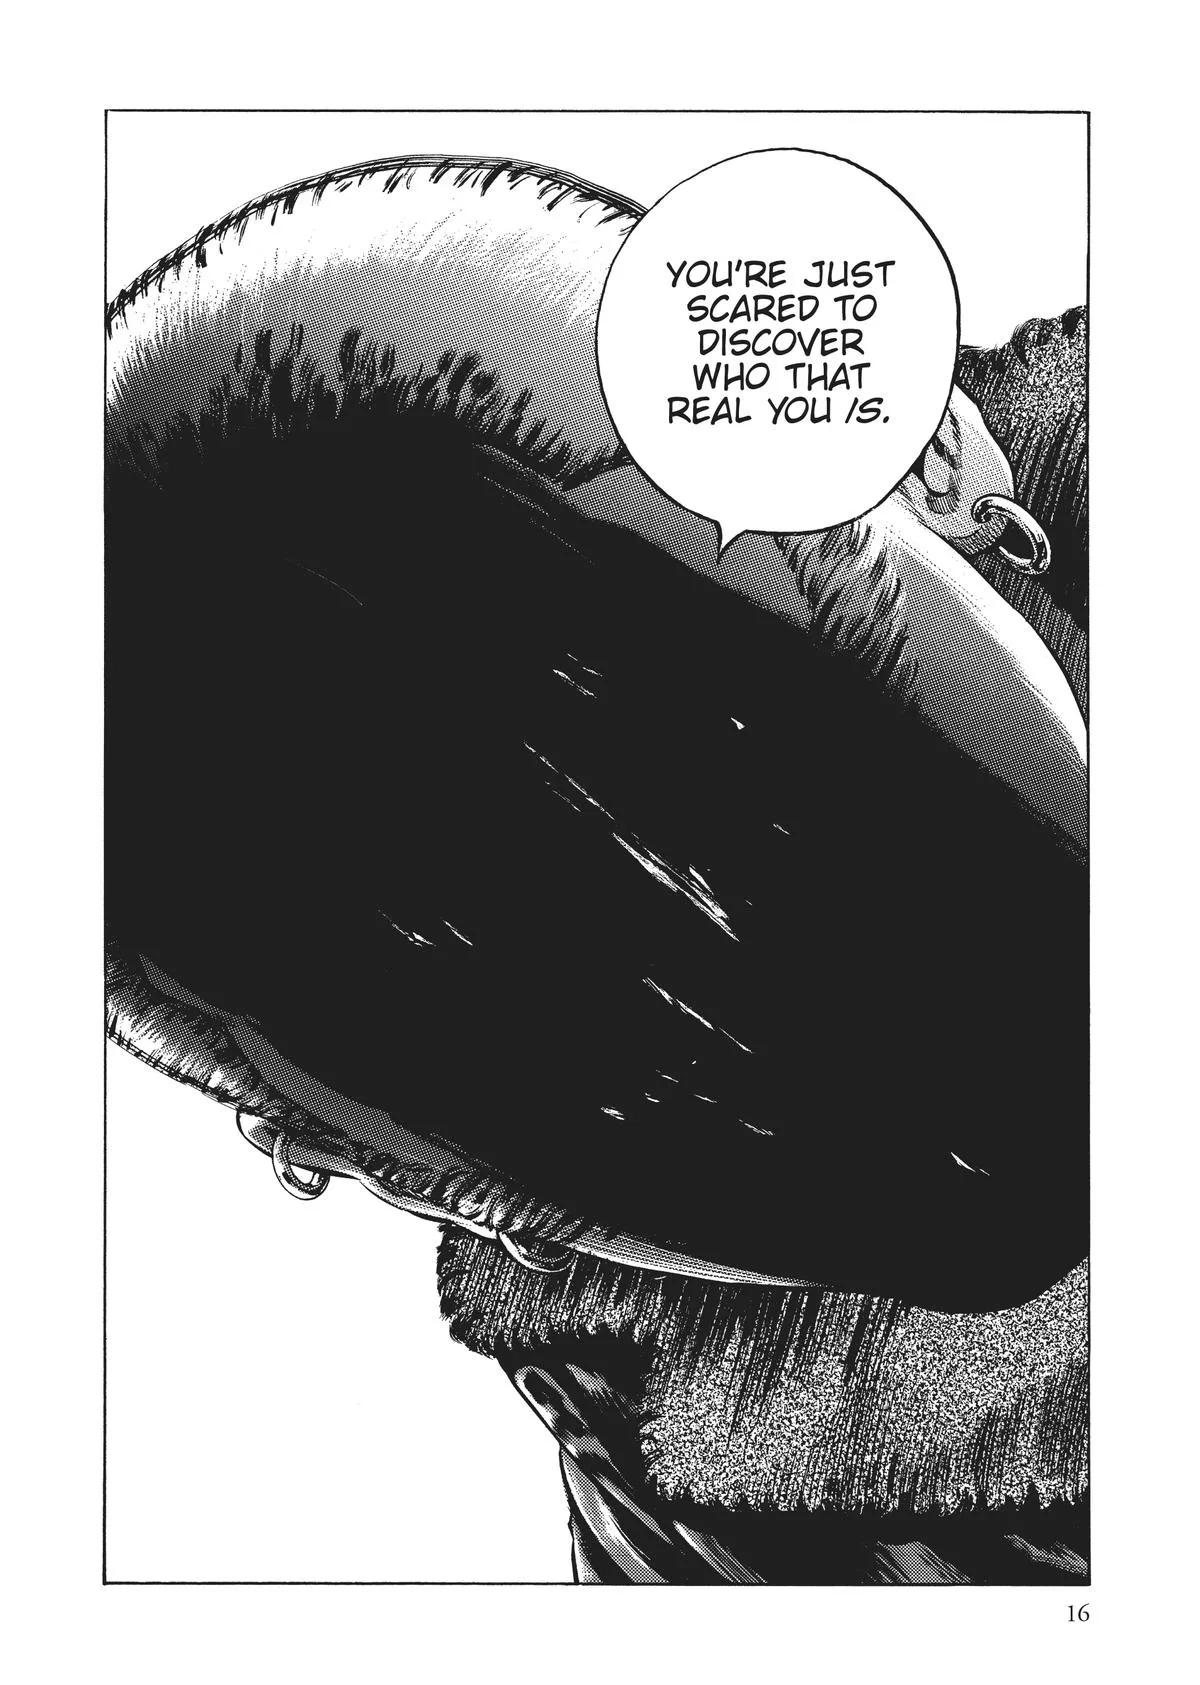 YOU'RE JUST
SCARED TO
DISCOVER
WHO THAT
REAL YOU IS.
16